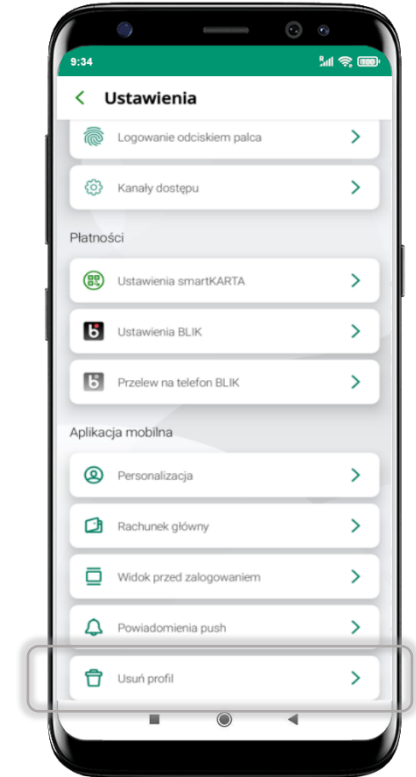 9:34
Ustawienia
Logowanie odciskiem palca
Kanały dostępu
Płatności
Ustawienia smartKARTA
Ustawienia BLIK
Przelew na telefon BLIK
Aplikacja mobilna
Personalizacja
Rachunek główny
Widok przed zalogowaniem
Powiadomienia push
Usuń profil